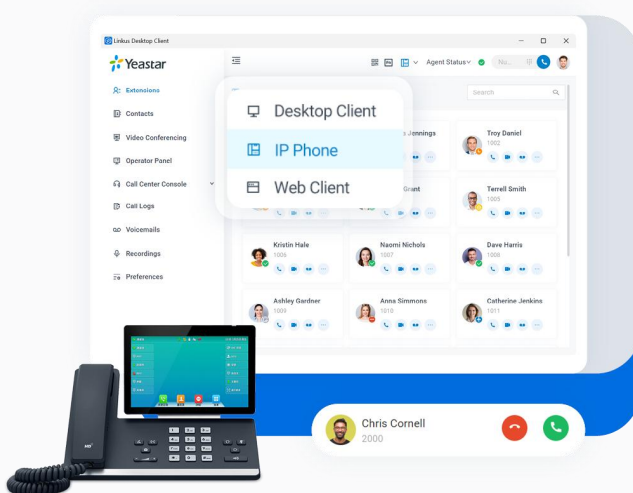 Linkus Desktop Client
Yeastar
Agent Status
Nu...
Extensions
Search
Contacts
Desktop Client
Jennings
Troy Daniel
1002
Video Conferencing
Operator Panel
IP Phone
Call Center Console
Web Client
Grant
Terrell Smith
1005
Call Logs
Voicemails
Kristin Hale
1006
Naomi Nichols
1007
Dave Harris
1008
Recordings
Preferences
Ashley Gardner
1009
Anna Simmons
1010
Catherine Jenkins
1011
Chris Cornell
2000